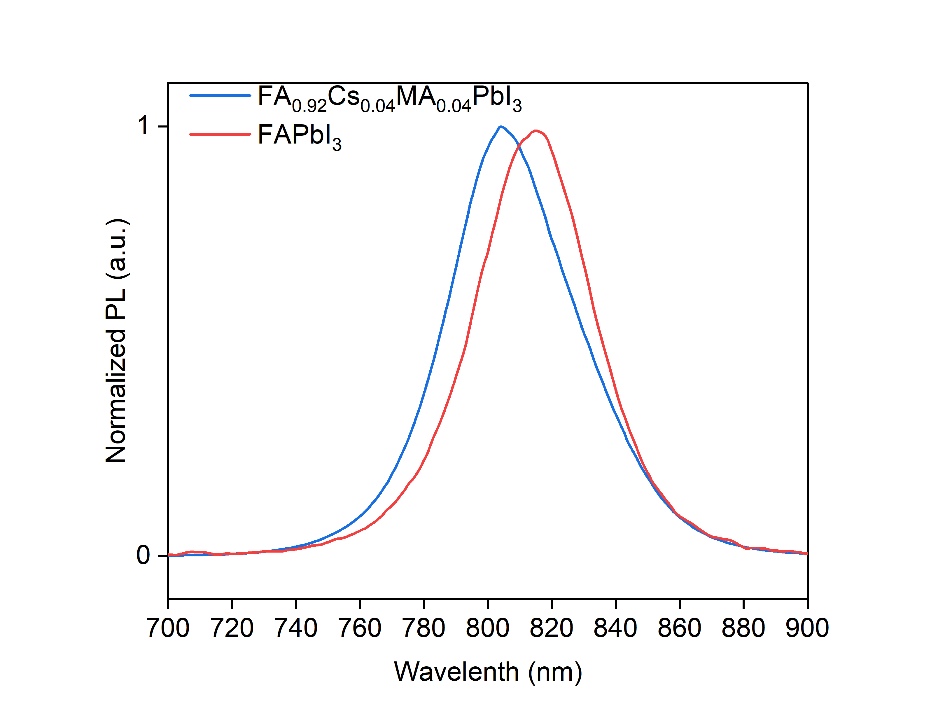 FA0.92Cs0.04MA0.04PbI3
FAPbI3
1
0
Normalized PL (a.u.)
700 720 740 760 780 800 820 840 860 880 900
Wavelenth (nm)